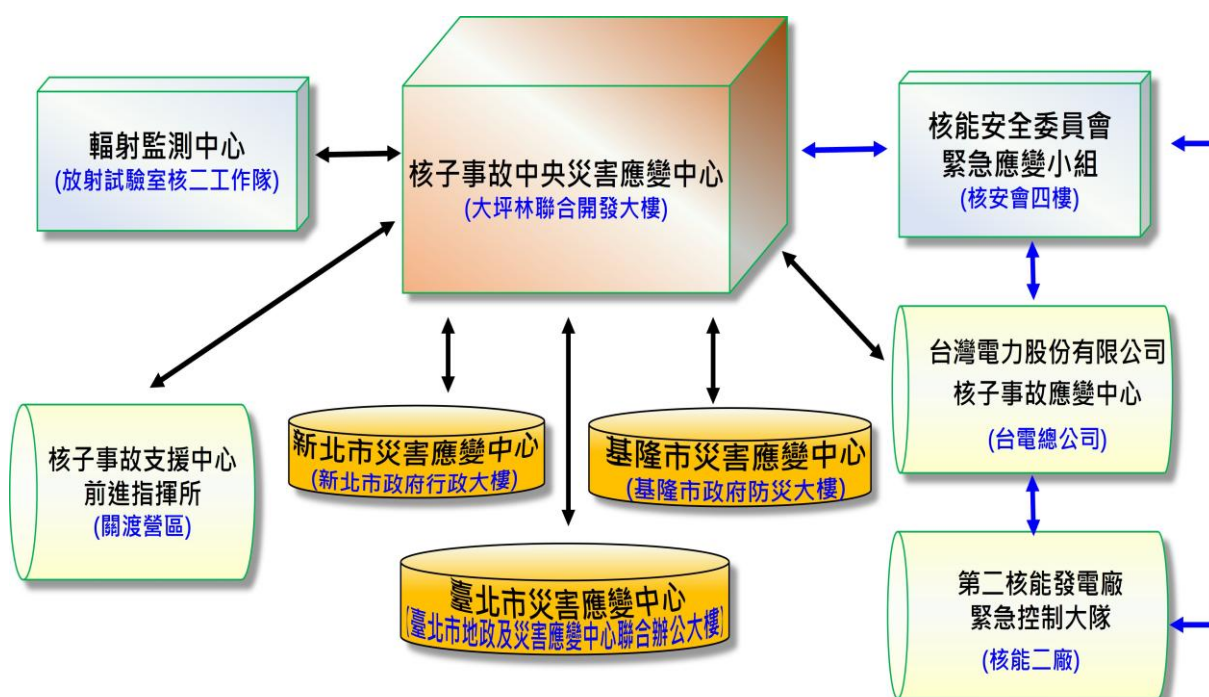 輻射監測中心
(放射試驗室核二工作隊)
核子事故中央災害應變中心
(大坪林聯合開發大樓)
核能安全委員會
緊急應變小組
(核安會四樓)
台灣電力股份有限公司
核子事故應變中心
(台電總公司)
核子事故支援中心
前進指揮所
(關渡營區)
新北市災害應變中心
(新北市政府行政大樓)
基隆市災害應變中心
(基隆市政府防災大樓)
臺北市災害應變中心
(臺北市地政及災害應變中心聯合辦公大樓)
第二核能發電廠
緊急控制大隊
(核能二廠)